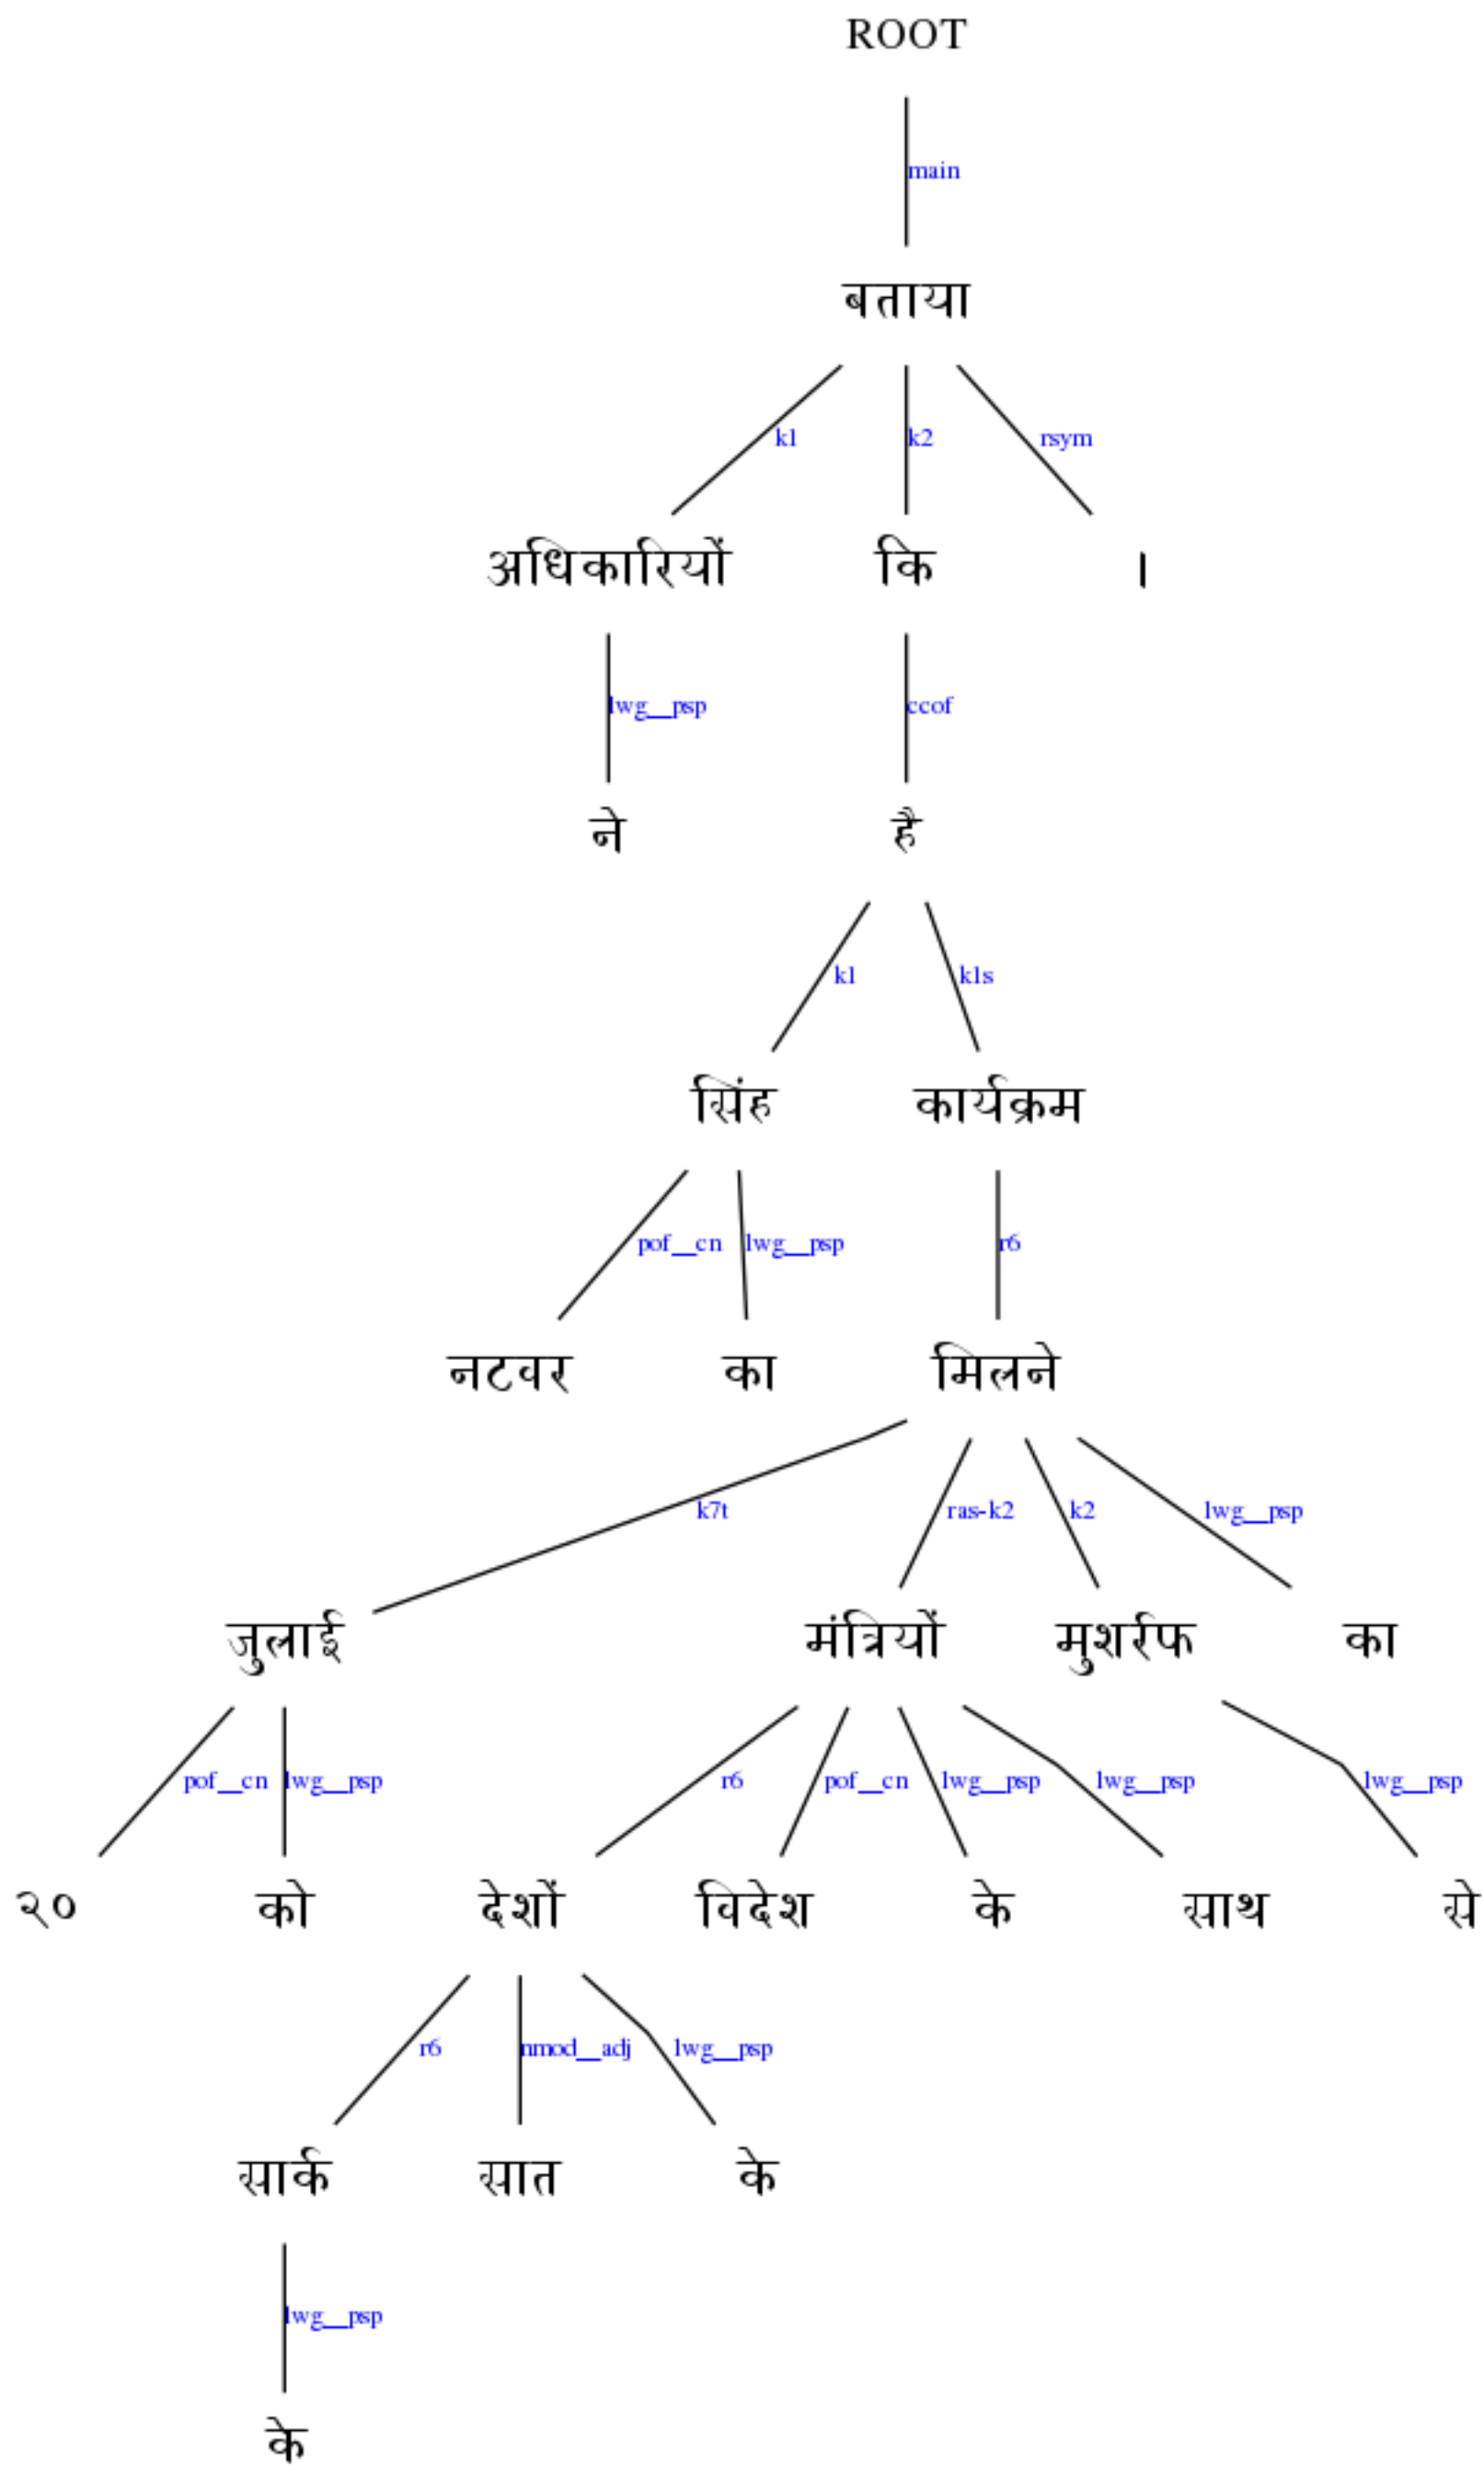 ROOT
main
बताया
k1 k2 rsym
अधिकारियों कि ।
lwg__psp ccof
ने है
k1 k1s
सिंह कार्यक्रम
pof__cn lwg__psp r6
नटवर का मिलने
k7t ras-k2 k2 lwg__psp
जुलाई मंत्रियों मुशर्रफ का
pof__cn lwg__psp r6 pof__cn lwg__psp lwg__psp lwg__psp
२० को देशों विदेश के साथ से
r6 nmod__adj lwg__psp
सार्क सात के
lwg__psp
के